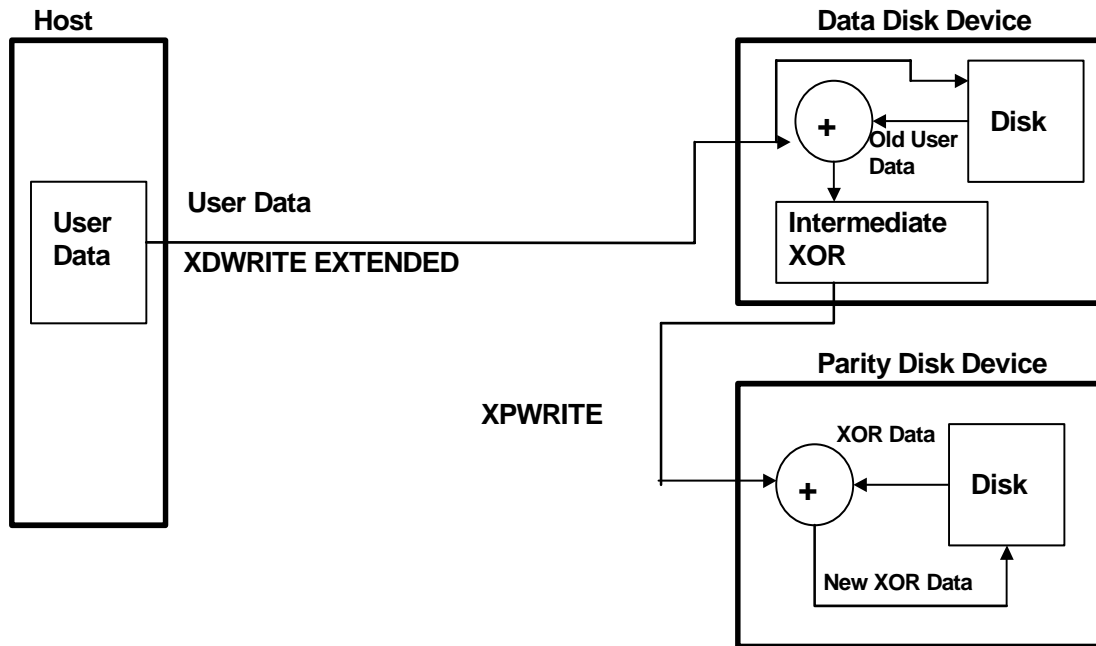 Host
Data Disk Device
+
Disk
Old User
Data
User
Data
User Data
XDWRITE EXTENDED
Intermediate
XOR
Parity Disk Device
XPWRITE
XOR Data
+
Disk
New XOR Data